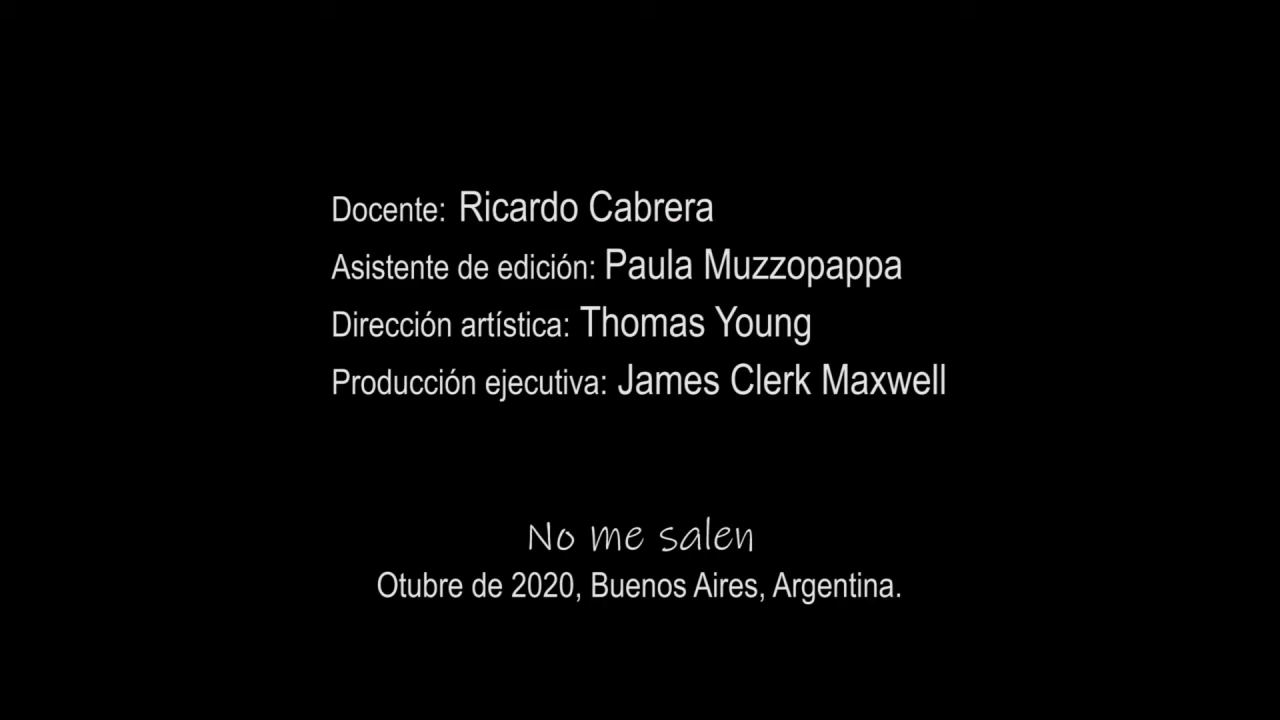 Docente: Ricardo Cabrera
Asistente de edición: Paula Muzzopappa
Dirección artística: Thomas Young
Producción ejecutiva: James Clerk Maxwell
No me salen
Otubre de 2020, Buenos Aires, Argentina.